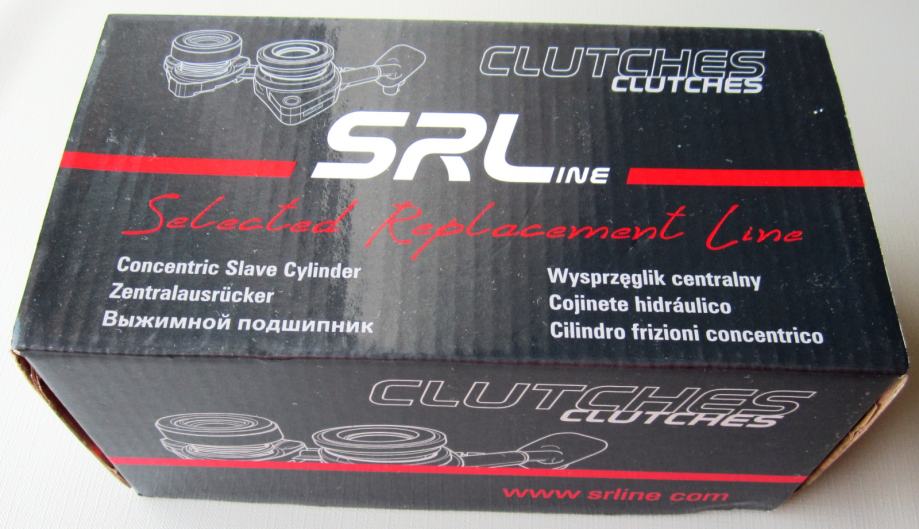 CLUTCHES
CLUTCHES
SRLINE
Selected Replacement Line
Concentric Slave Cylinder
Zentralausrücker
Выжимной подшипник
Wysprzęglik centralny
Cojinete hidráulico
Cilindro frizioni concentrico
CLUTCHES
CLUTCHES
www srline com